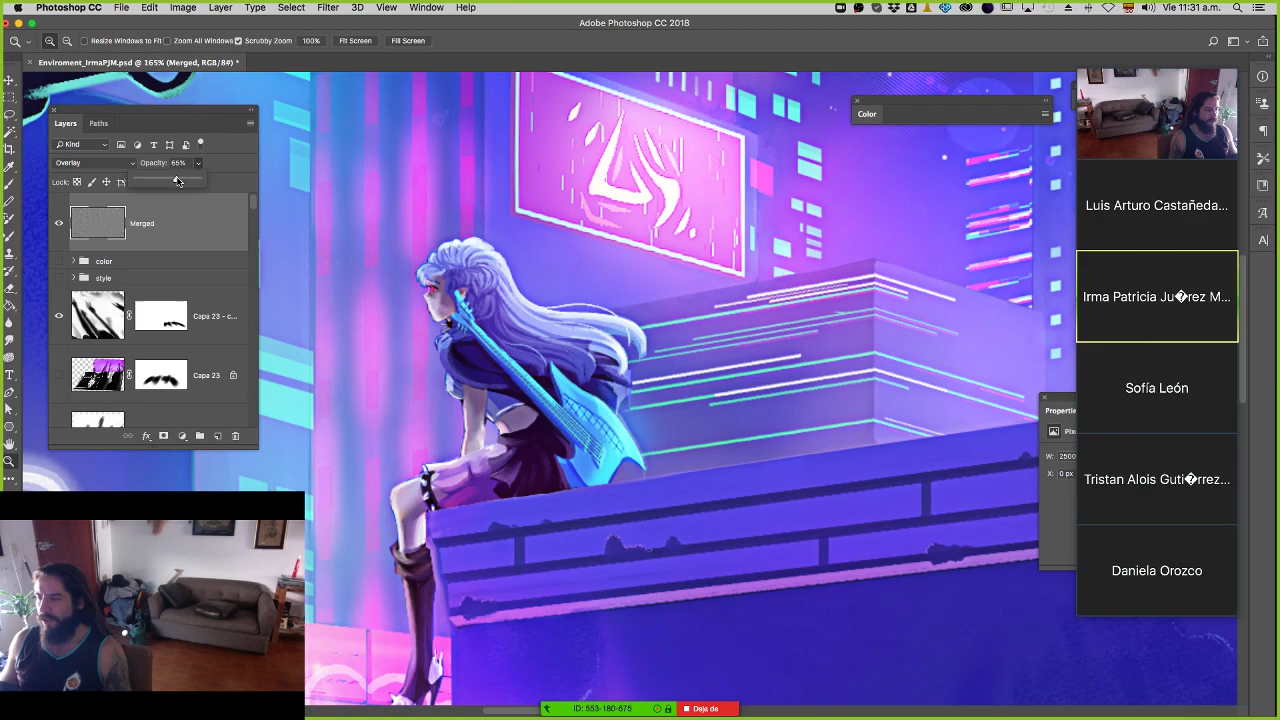 Photoshop CC File Edit Image Layer Type Select Filter 3D View Window Help Vie 11:31 a.m.
Adobe Photoshop CC 2018
Resize Windows to Fit Zoom All Windows Scrubby Zoom 100% Fit Screen Fill Screen
Enviroment_IrmaPJM.psd @ 165% (Merged, RGB/8#) *
Layers Paths
Kind
Overlay Opacity: 65%
Lock:
Merged
color
style
Capa 23 - c...
Capa 23
fx
Color
Properties
W: 2500
X: 0 px
Luis Arturo Castañeda...
Irma Patricia Ju�rez M...
Sofía León
Tristan Alois Guti�rrez...
Daniela Orozco
ID: 553-180-675 Deja de